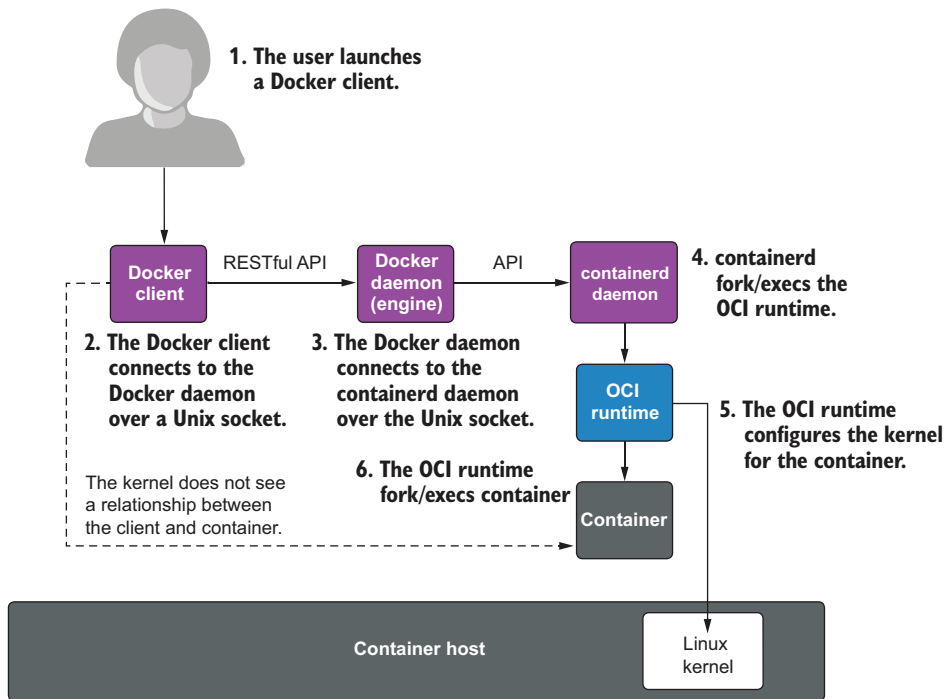 1. The user launches
a Docker client.
Docker
client
RESTful API
Docker
daemon
(engine)
API
containerd
daemon
4. containerd
fork/execs the
OCI runtime.
2. The Docker client
connects to the
Docker daemon
over a Unix socket.
3. The Docker daemon
connects to the
containerd daemon
over the Unix socket.
OCI
runtime
5. The OCI runtime
configures the kernel
for the container.
6. The OCI runtime
fork/execs container
The kernel does not see
a relationship between
the client and container.
Container
Container host
Linux
kernel